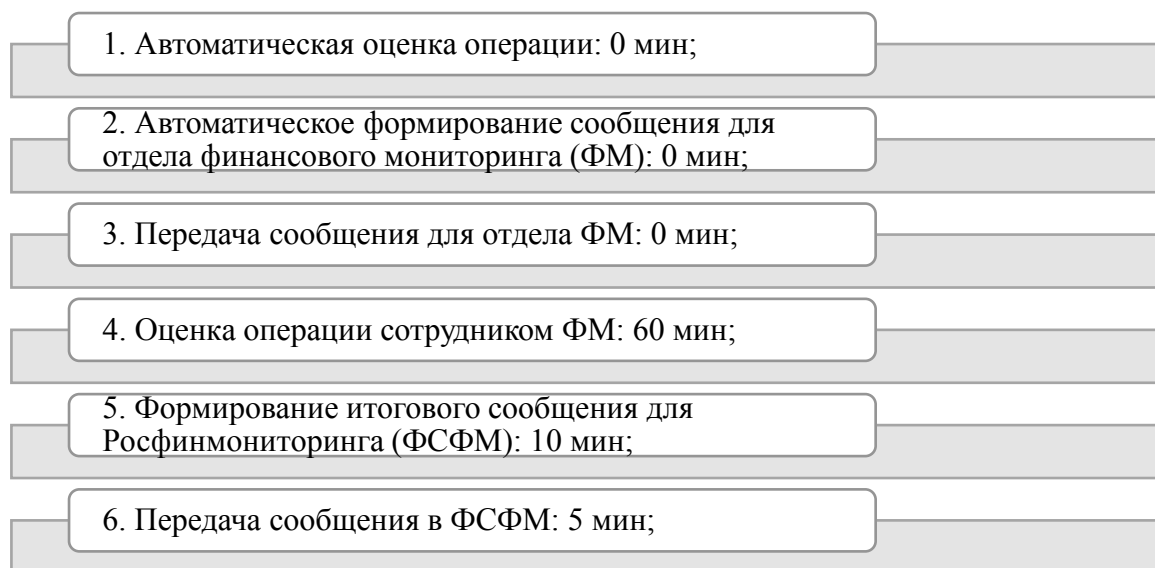 1. Автоматическая оценка операции: 0 мин;
2. Автоматическое формирование сообщения для
отдела финансового мониторинга (ФМ): 0 мин;
3. Передача сообщения для отдела ФМ: 0 мин;
4. Оценка операции сотрудником ФМ: 60 мин;
5. Формирование итогового сообщения для
Росфинмониторинга (ФСФМ): 10 мин;
6. Передача сообщения в ФСФМ: 5 мин;